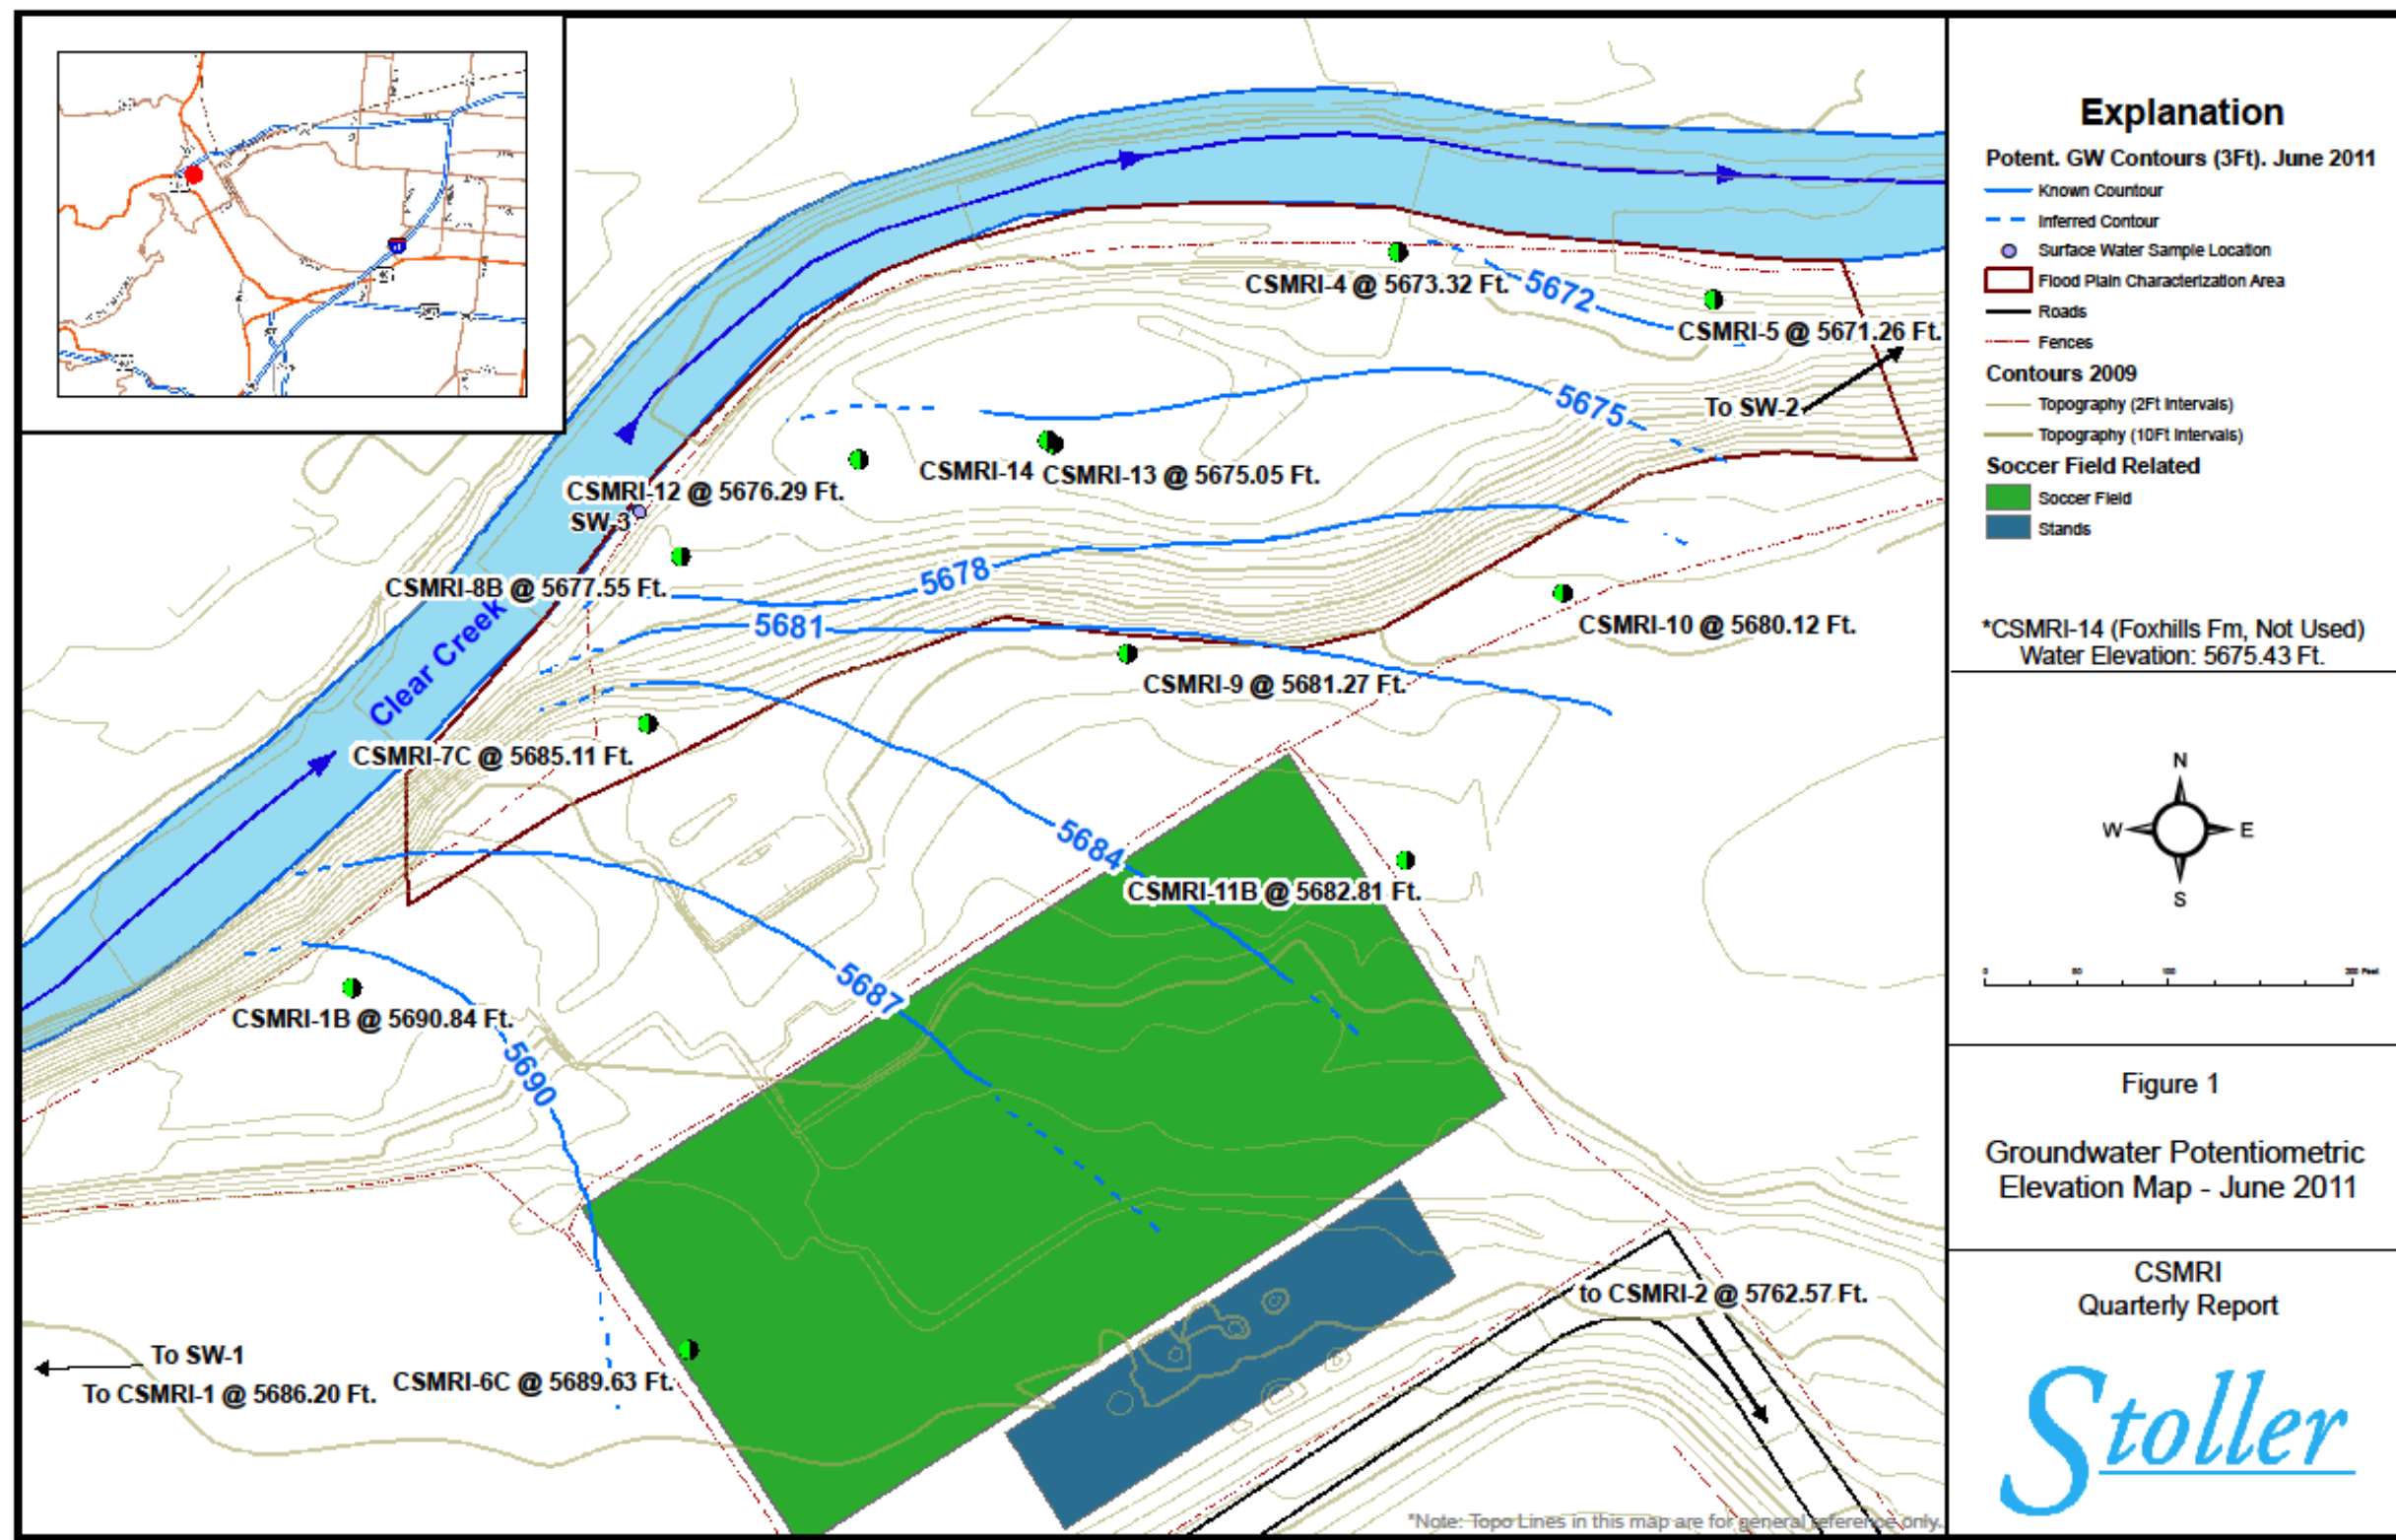 CSMRI-4 @ 5673.32 Ft.
5672
CSMRI-5 @ 5671.26 Ft.
To SW-2
5675
CSMRI-14
CSMRI-13 @ 5675.05 Ft.
CSMRI-12 @ 5676.29 Ft.
SW-3
CSMRI-8B @ 5677.55 Ft.
5678
5681
Clear Creek
CSMRI-10 @ 5680.12 Ft.
CSMRI-9 @ 5681.27 Ft.
CSMRI-7C @ 5685.11 Ft.
5684
CSMRI-11B @ 5682.81 Ft.
5687
CSMRI-1B @ 5690.84 Ft.
5690
to CSMRI-2 @ 5762.57 Ft.
To SW-1
To CSMRI-1 @ 5686.20 Ft.
CSMRI-6C @ 5689.63 Ft.
*Note: Topo Lines in this map are for general reference only.
Explanation
Potent. GW Contours (3Ft). June 2011
Known Countour
Inferred Contour
Surface Water Sample Location
Flood Plain Characterization Area
Roads
Fences
Contours 2009
Topography (2Ft Intervals)
Topography (10Ft Intervals)
Soccer Field Related
Soccer Field
Stands
*CSMRI-14 (Foxhills Fm, Not Used)
Water Elevation: 5675.43 Ft.
N
W E
S
0 50 100 200 Feet
Figure 1
Groundwater Potentiometric
Elevation Map - June 2011
CSMRI
Quarterly Report
Stoller